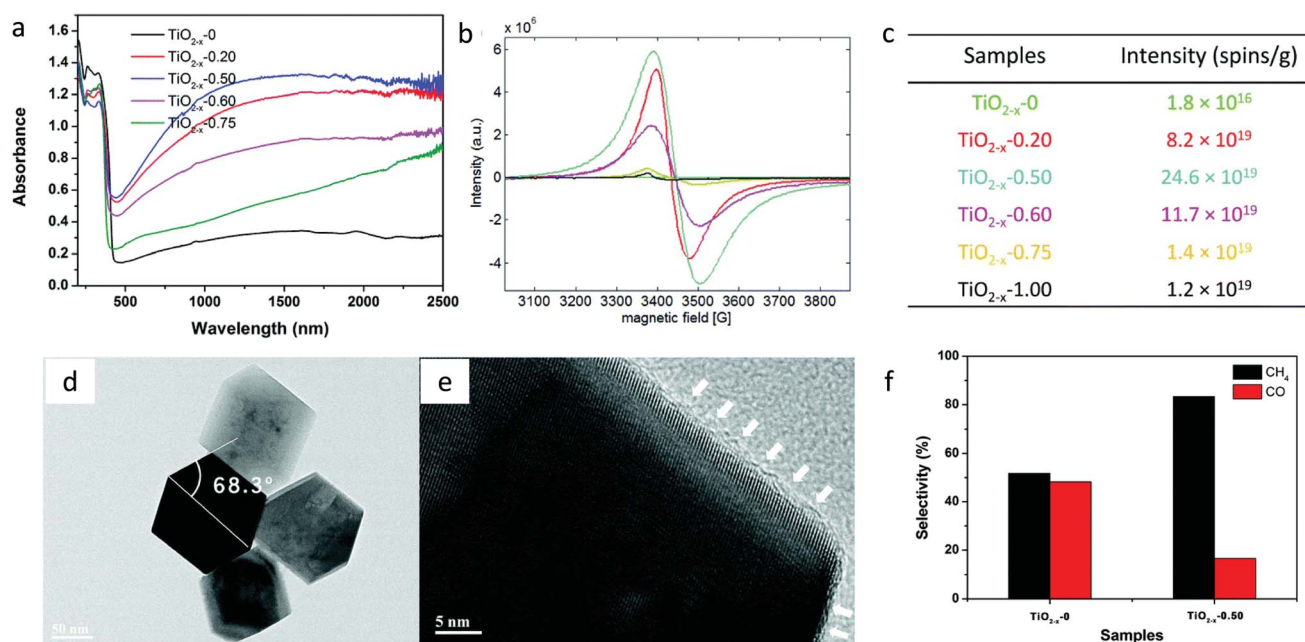 a
TiO2-x-0
TiO2-x-0.20
TiO2-x-0.50
TiO2-x-0.60
TiO2-x-0.75
1.6
1.4
1.2
1.0
0.8
0.6
0.4
0.2
0.0
Absorbance
500 1000 1500 2000 2500
Wavelength (nm)
b
x 10^6
6
4
2
0
-2
-4
Intensity (a.u.)
3100 3200 3300 3400 3500 3600 3700 3800
magnetic field [G]
c
Samples Intensity (spins/g)
TiO2-x-0 1.8 × 10^16
TiO2-x-0.20 8.2 × 10^19
TiO2-x-0.50 24.6 × 10^19
TiO2-x-0.60 11.7 × 10^19
TiO2-x-0.75 1.4 × 10^19
TiO2-x-1.00 1.2 × 10^19
d
68.3°
50 nm
e
5 nm
f
CH4
CO
100
80
60
40
20
0
Selectivity (%)
TiO2-x-0 TiO2-x-0.50
Samples